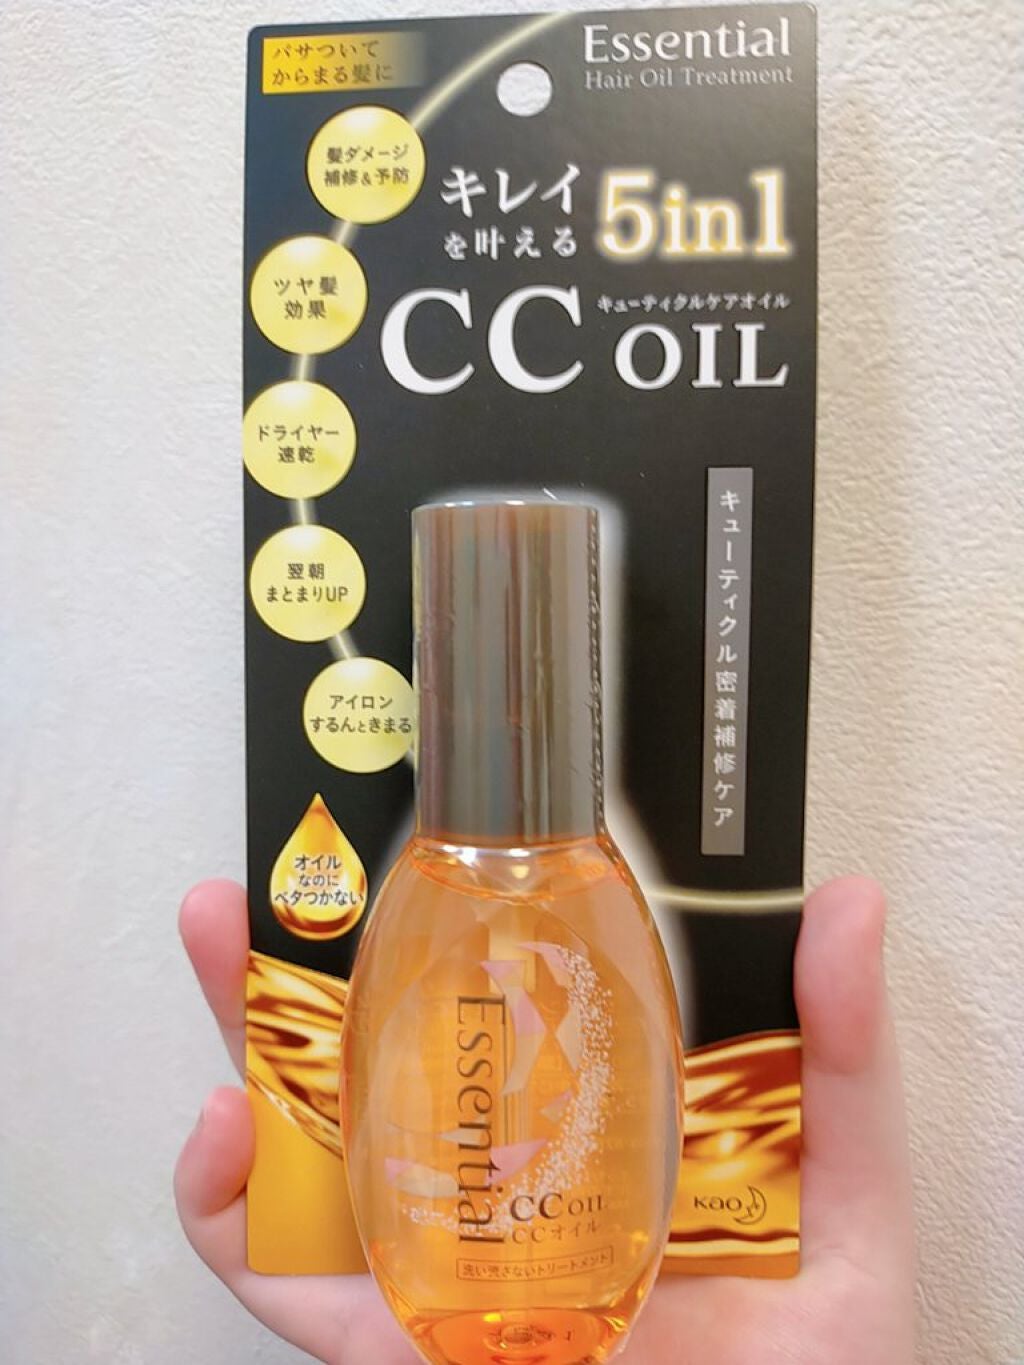 パサついて
からまる髪に
Essential
Hair Oil Treatment
髪ダメージ
補修&予防
キレイ
を叶える
5in1
ツヤ髪
効果
キューティクルケアオイル
CC OIL
ドライヤー
速乾
キューティクル密着補修ケア
翌朝
まとまりUP
アイロン
するんときまる
オイル
なのに
ベタつかない
Essential
CC OIL
CCオイル
洗い流さないトリートメント
Kao